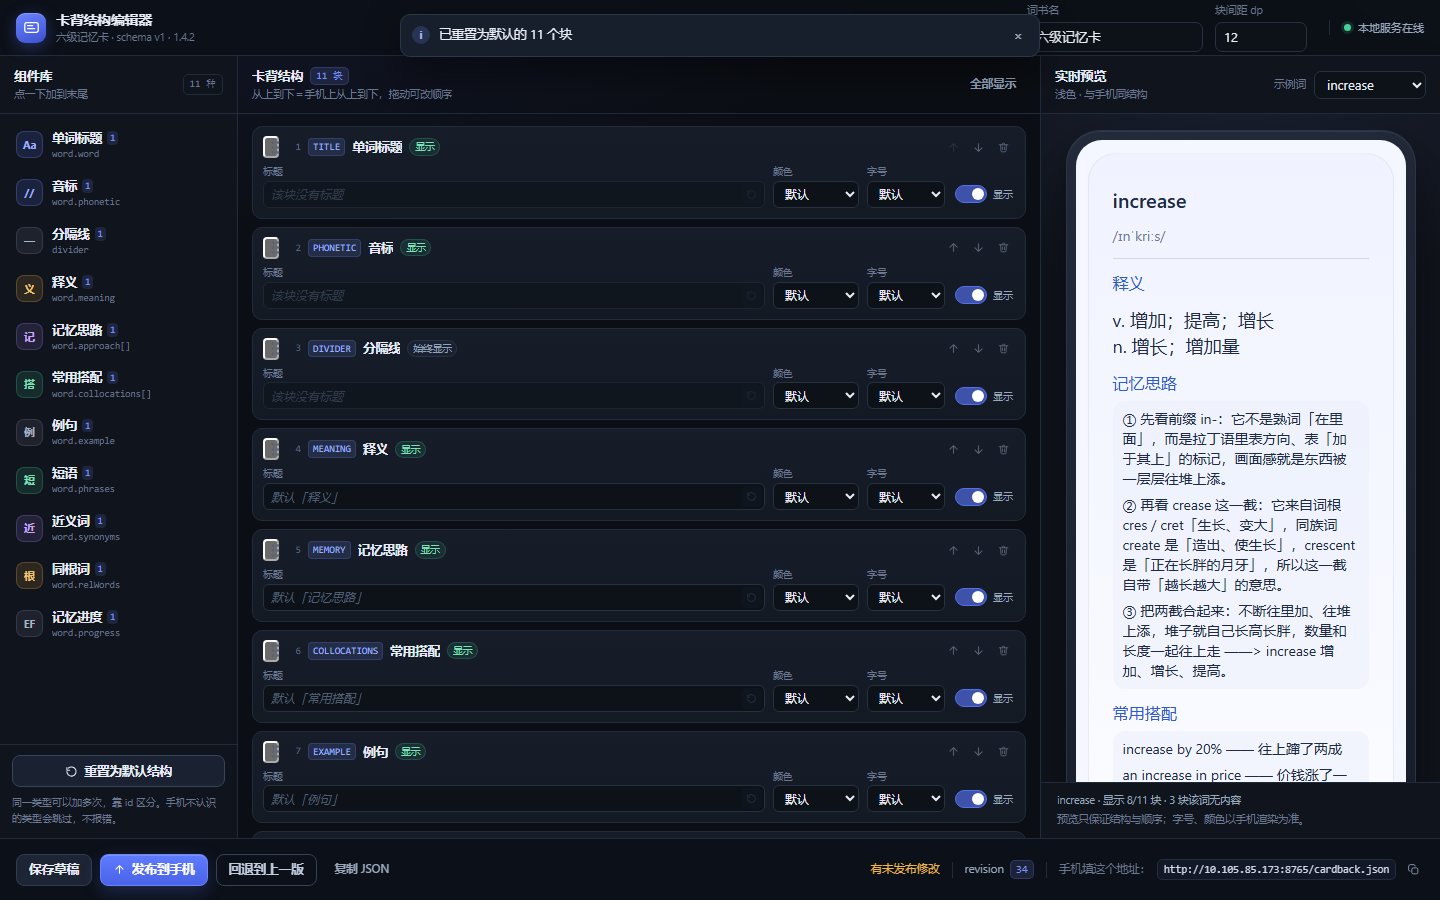 卡背结构编辑器
六级记忆卡 · schema v1 · 1.4.2
已重置为默认的 11 个块
词书名
六级记忆卡
块间距 dp
12
本地服务在线
组件库
点一下加到末尾
11 种
Aa 单词标题 1
word.word
// 音标 1
word.phonetic
— 分隔线 1
divider
义 释义 1
word.meaning
记 记忆思路 1
word.approach[]
搭 常用搭配 1
word.collocations[]
例 例句 1
word.example
短 短语 1
word.phrases
近 近义词 1
word.synonyms
根 同根词 1
word.relWords
EF 记忆进度 1
word.progress
重置为默认结构
同一类型可以加多次，靠 id 区分。手机不认识
的类型会跳过，不报错。
卡背结构 11 块
从上到下＝手机上从上到下，拖动可改顺序
全部显示
1 TITLE 单词标题 显示
标题 颜色 字号
该块没有标题 默认 默认 显示
2 PHONETIC 音标 显示
标题 颜色 字号
该块没有标题 默认 默认 显示
3 DIVIDER 分隔线 始终显示
标题 颜色 字号
该块没有标题 默认 默认 显示
4 MEANING 释义 显示
标题 颜色 字号
默认「释义」 默认 默认 显示
5 MEMORY 记忆思路 显示
标题 颜色 字号
默认「记忆思路」 默认 默认 显示
6 COLLOCATIONS 常用搭配 显示
标题 颜色 字号
默认「常用搭配」 默认 默认 显示
7 EXAMPLE 例句 显示
标题 颜色 字号
默认「例句」 默认 默认 显示
实时预览
浅色 · 与手机同结构
示例词 increase
increase
/ɪnˈkriːs/
释义
v. 增加；提高；增长
n. 增长；增加量
记忆思路
① 先看前缀 in-：它不是熟词「在里
面」，而是拉丁语里表方向、表「加
于其上」的标记，画面感就是东西被
一层层往堆上添。
② 再看 crease 这一截：它来自词根
cres / cret「生长、变大」，同族词
create 是「造出、使生长」，crescent
是「正在长胖的月牙」，所以这一截
自带「越长越大」的意思。
③ 把两截合起来：不断往里加、往堆
上添，堆子就自己长高长胖，数量和
长度一起往上走 ——> increase 增
加、增长、提高。
常用搭配
increase by 20% —— 往上蹿了两成
an increase in price —— 价钱涨了一
increase · 显示 8/11 块 · 3 块该词无内容
预览只保证结构与顺序；字号、颜色以手机渲染为准。
保存草稿
发布到手机
回退到上一版
复制 JSON
有未发布修改
revision 34
手机填这个地址：
http://10.105.85.173:8765/cardback.json